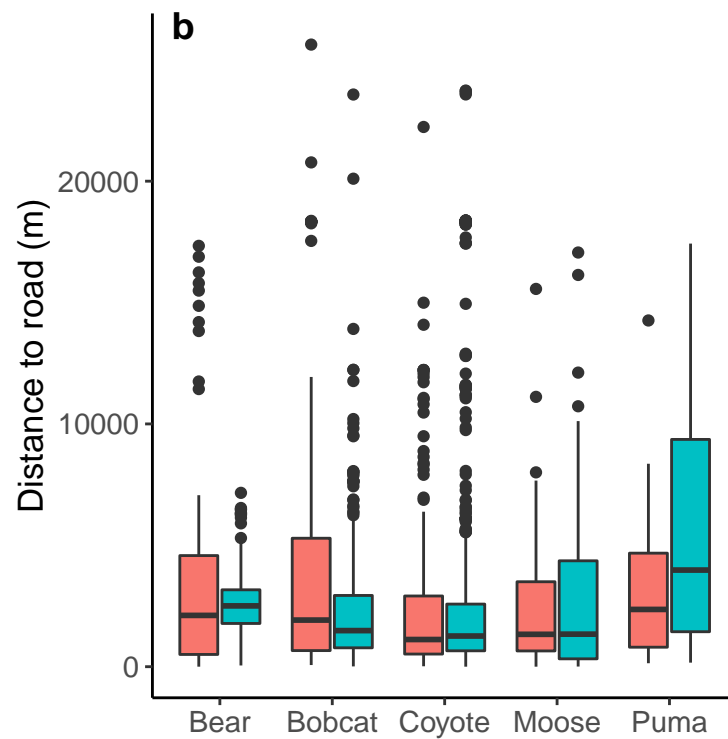 b
Distance to road (m)
20000
10000
0
Bear Bobcat Coyote Moose Puma